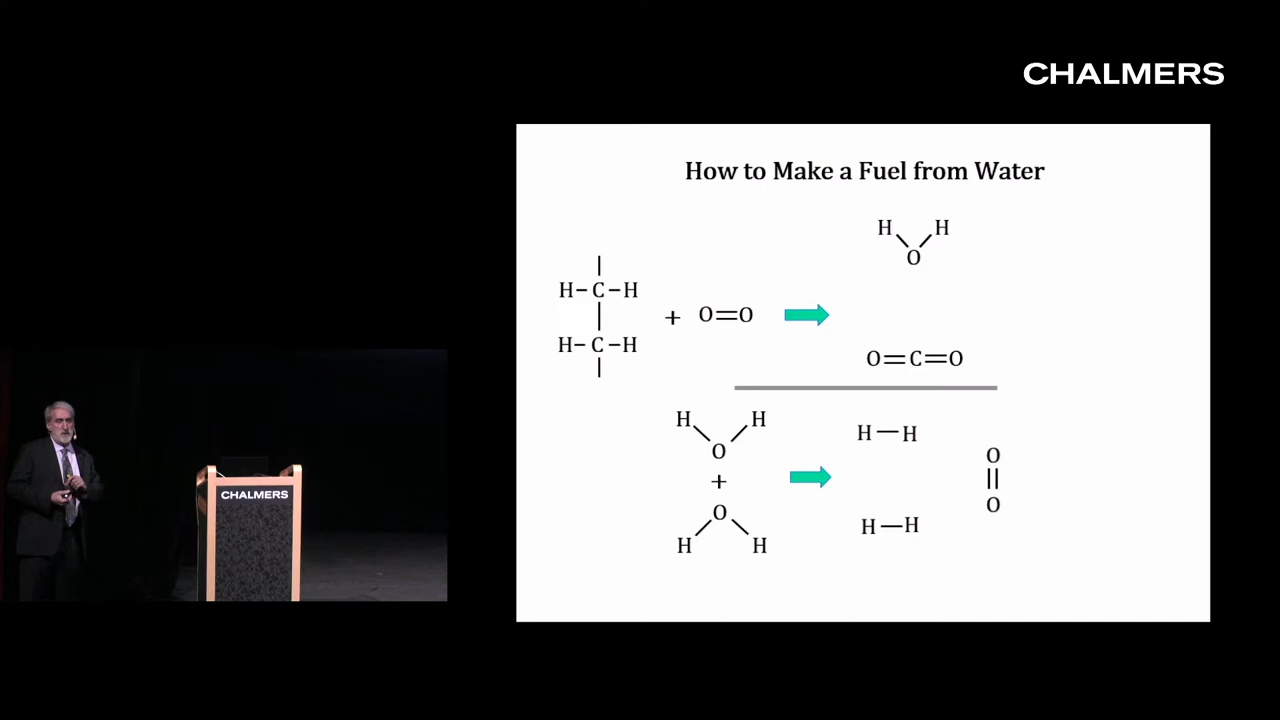 CHALMERS
How to Make a Fuel from Water
H H
O
H–C–H
+ O=O
H–C–H
O=C=O
H H
O
+
O
H H
H—H
H—H
O
||
O
CHALMERS